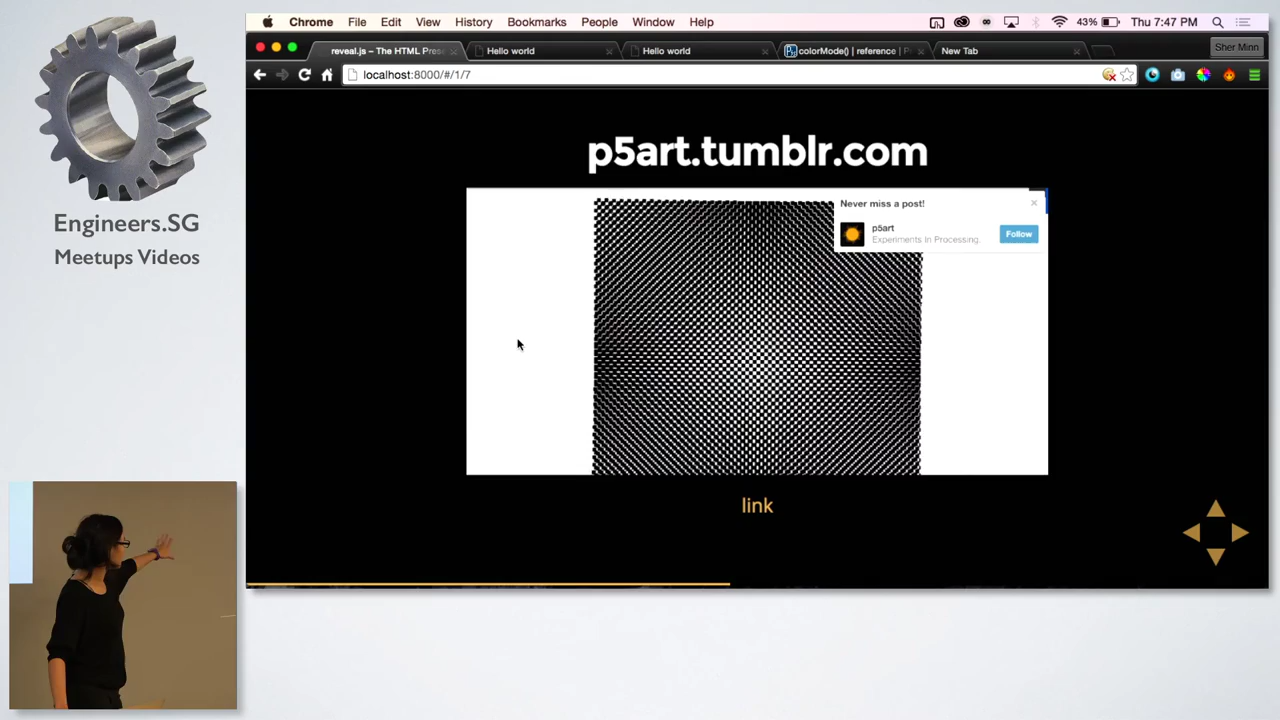 Engineers.SG
Meetups Videos
Chrome File Edit View History Bookmarks People Window Help
43% Thu 7:47 PM
reveal.js – The HTML Pres
Hello world
Hello world
colorMode() | reference | P
New Tab
Sher Minn
localhost:8000/#/1/7
p5art.tumblr.com
Never miss a post!
p5art
Experiments In Processing.
Follow
link